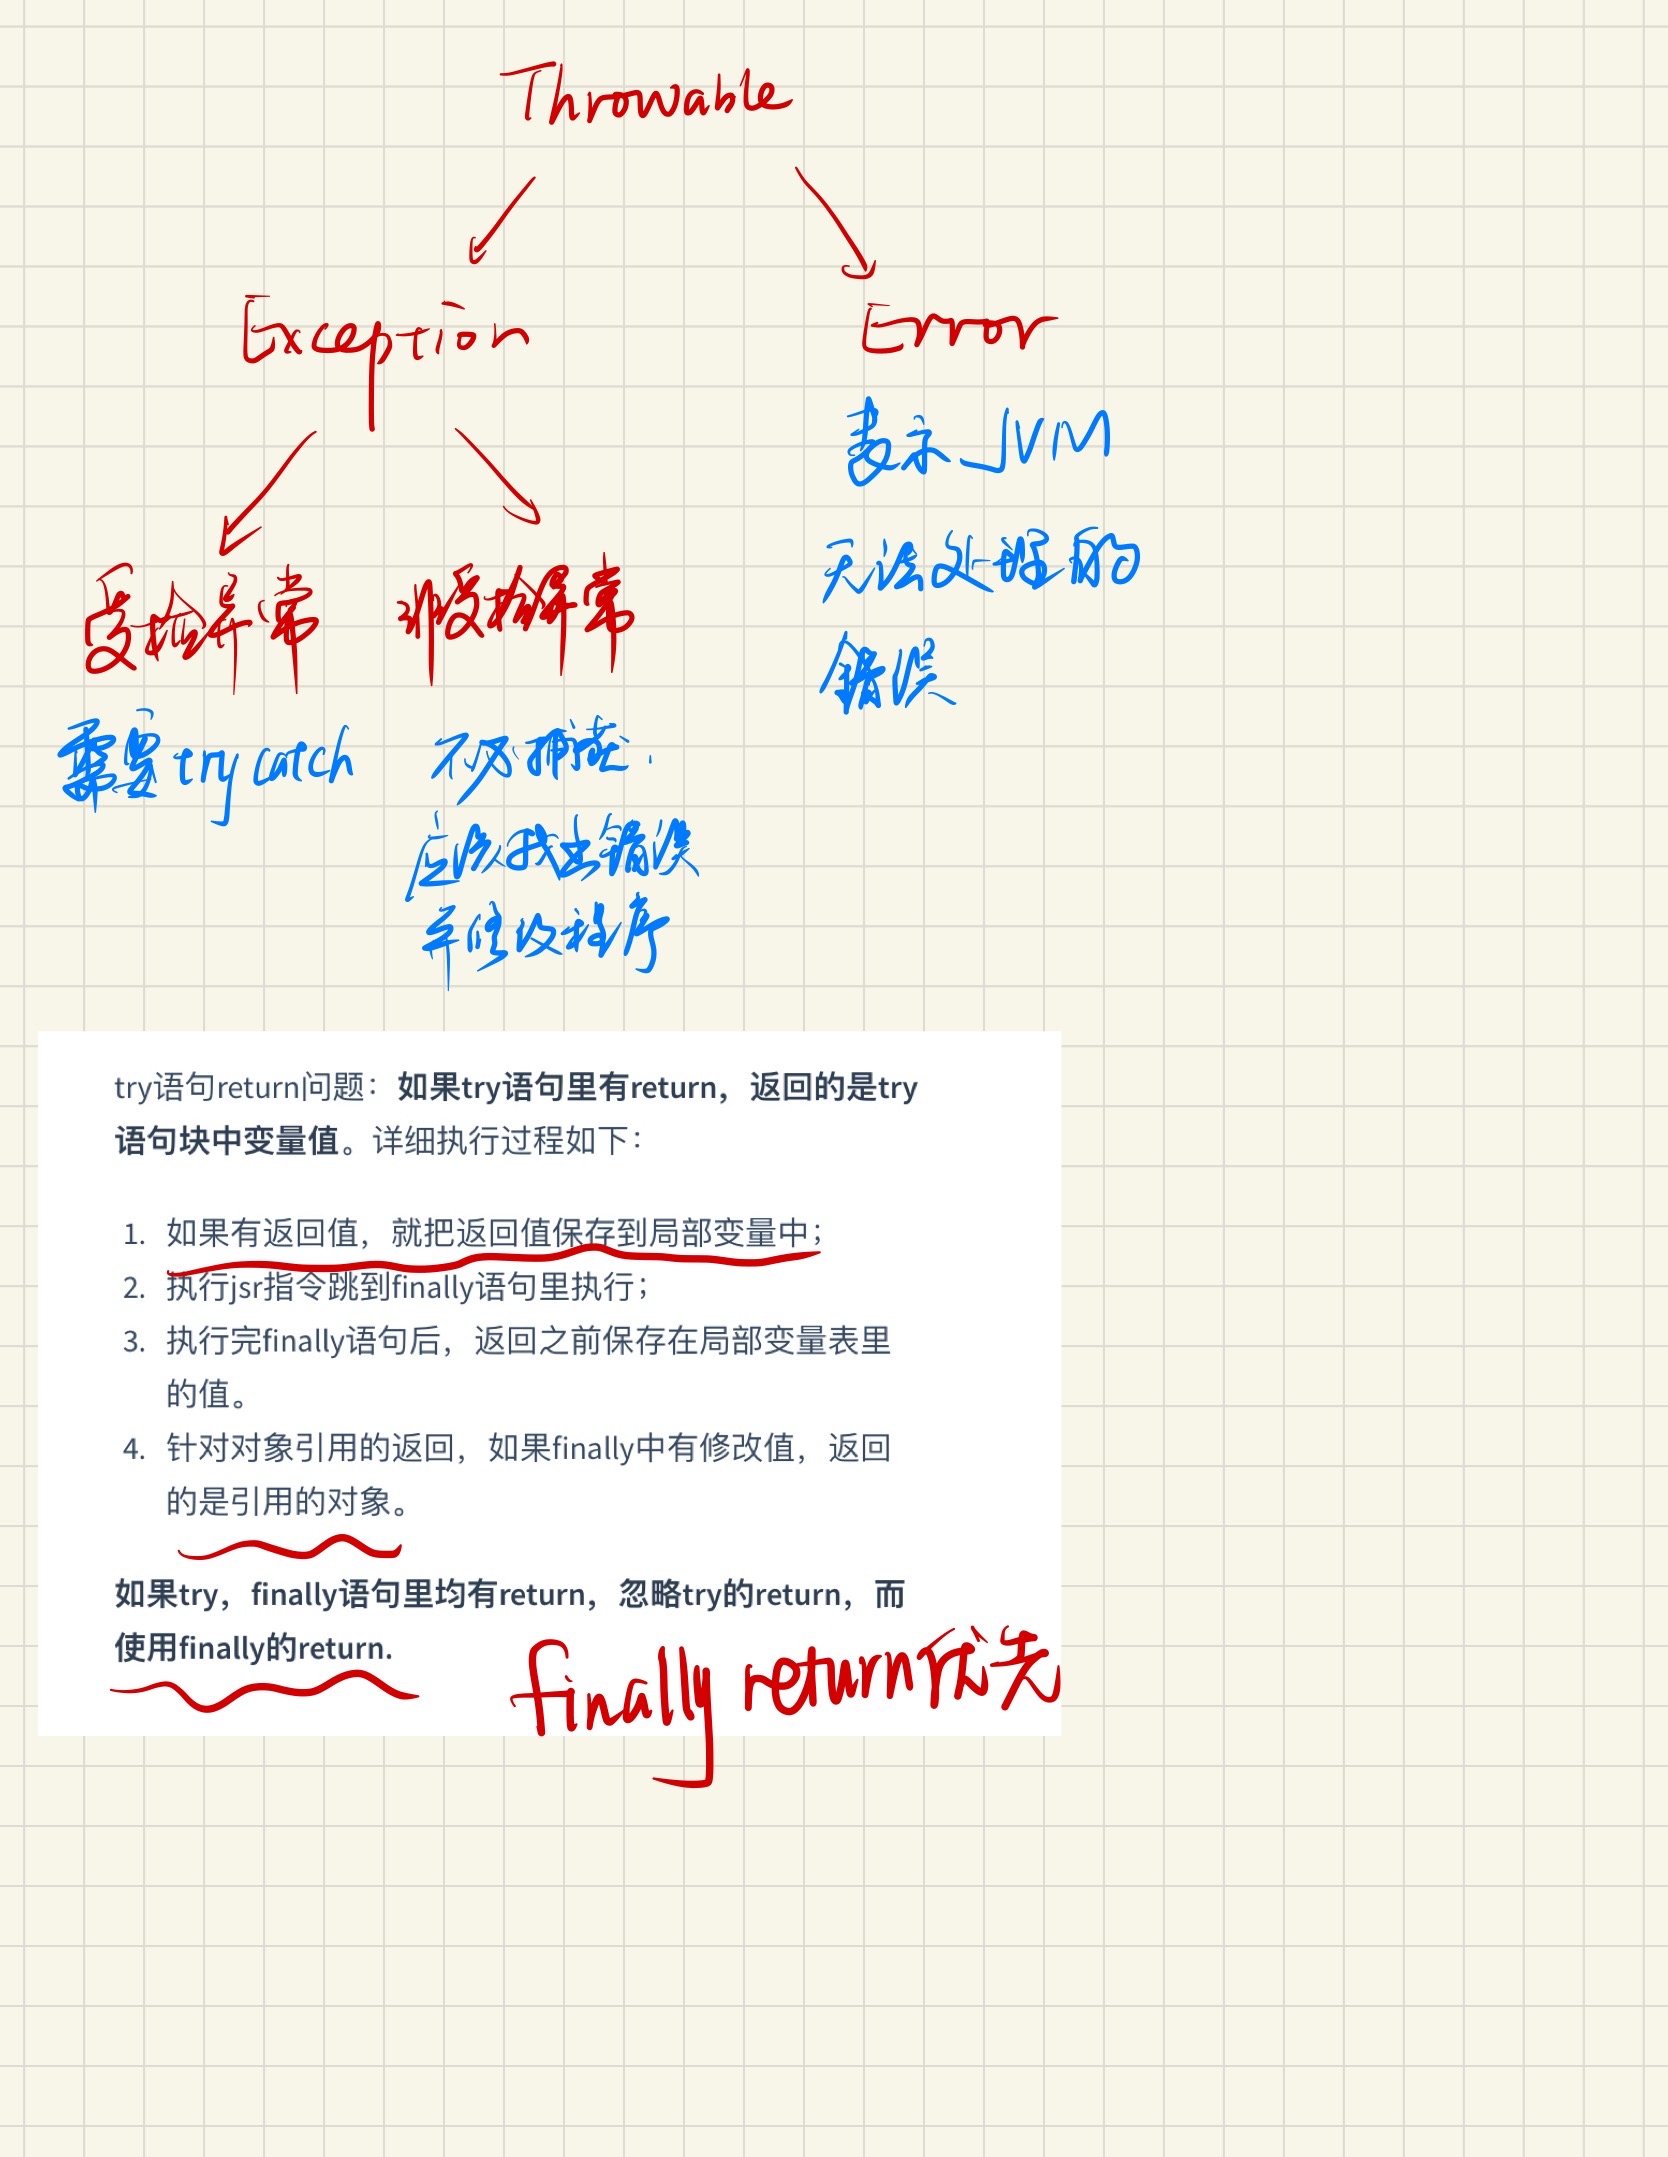 Throwable
Exception
Error
表示JVM
无法处理的
错误
受检异常 非受检异常
需要try catch
不必捕获.
应该找出错误
并修改程序
try语句return问题：如果try语句里有return，返回的是try
语句块中变量值。详细执行过程如下：
1. 如果有返回值，就把返回值保存到局部变量中；
2. 执行jsr指令跳到finally语句里执行；
3. 执行完finally语句后，返回之前保存在局部变量表里
的值。
4. 针对对象引用的返回，如果finally中有修改值，返回
的是引用的对象。
如果try，finally语句里均有return，忽略try的return，而
使用finally的return.
finally return优先